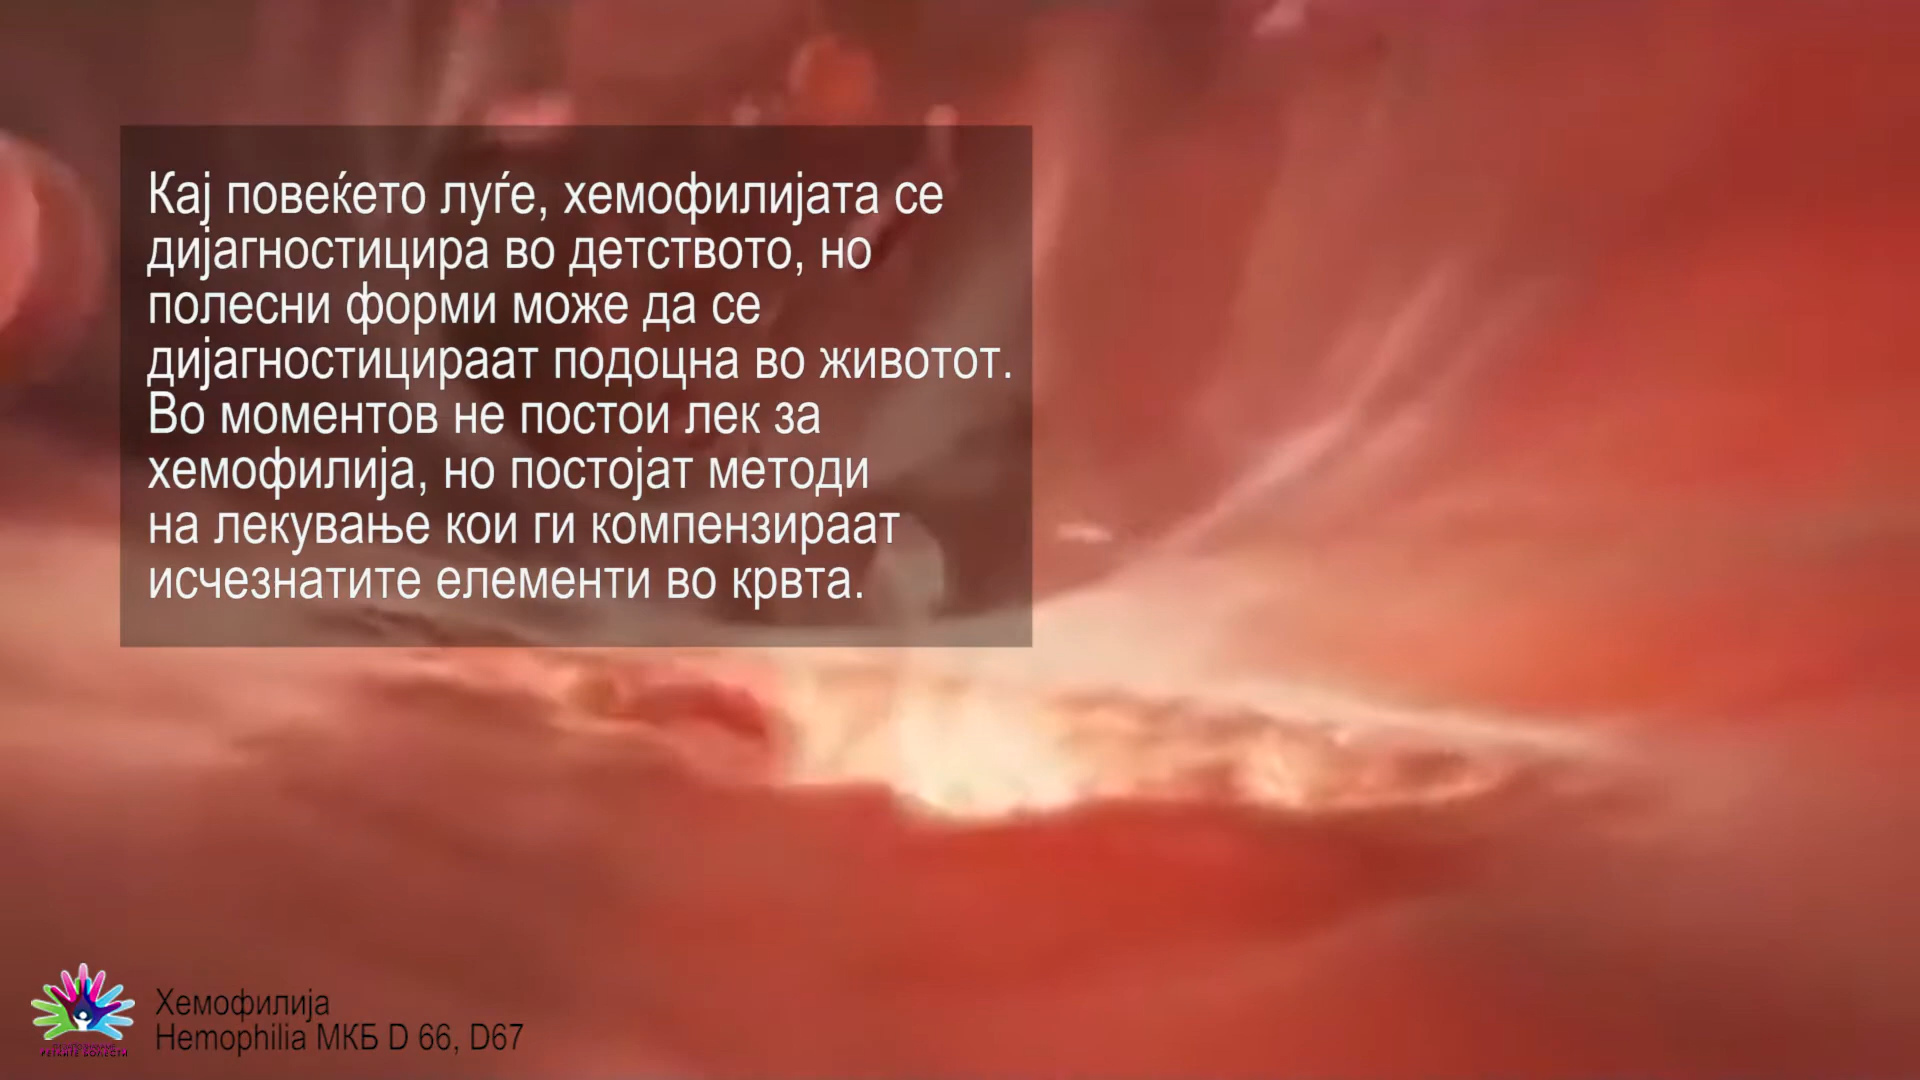 Кај повеќето луѓе, хемофилијата се
дијагностицира во детството, но
полесни форми може да се
дијагностицираат подоцна во животот.
Во моментов не постои лек за
хемофилија, но постојат методи
на лекување кои ги компензираат
исчезнатите елементи во крвта.
Хемофилија
Hemophilia МКБ D 66, D67
РЕТКИТЕ БОЛЕСТИ